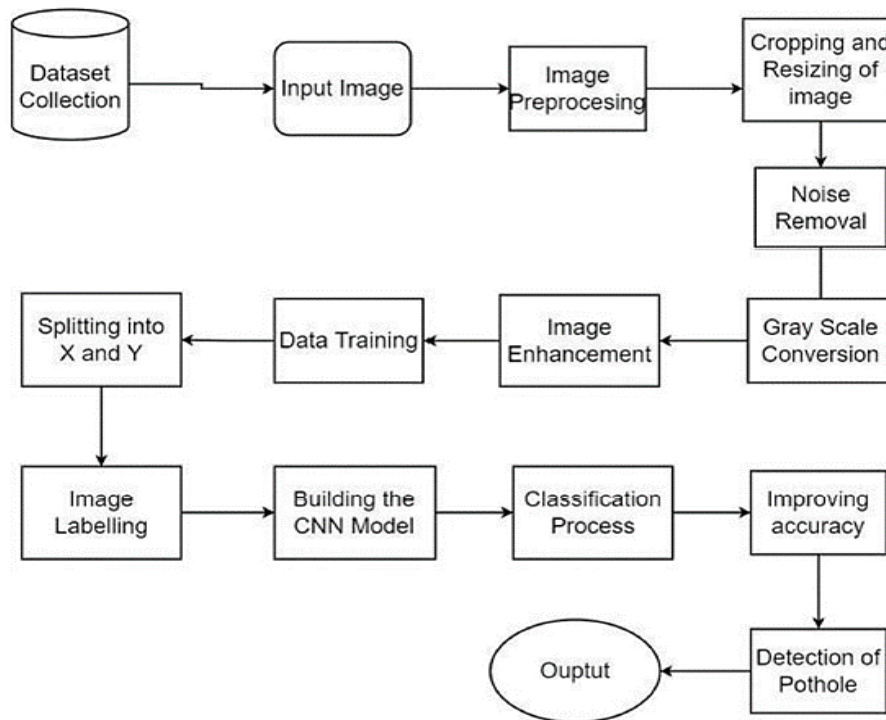 Dataset
Collection
Input Image
Image
Preprocesing
Cropping and
Resizing of
image
Noise
Removal
Gray Scale
Conversion
Image
Enhancement
Data Training
Splitting into
X and Y
Image
Labelling
Building the
CNN Model
Classification
Process
Improving
accuracy
Detection of
Pothole
Ouptut